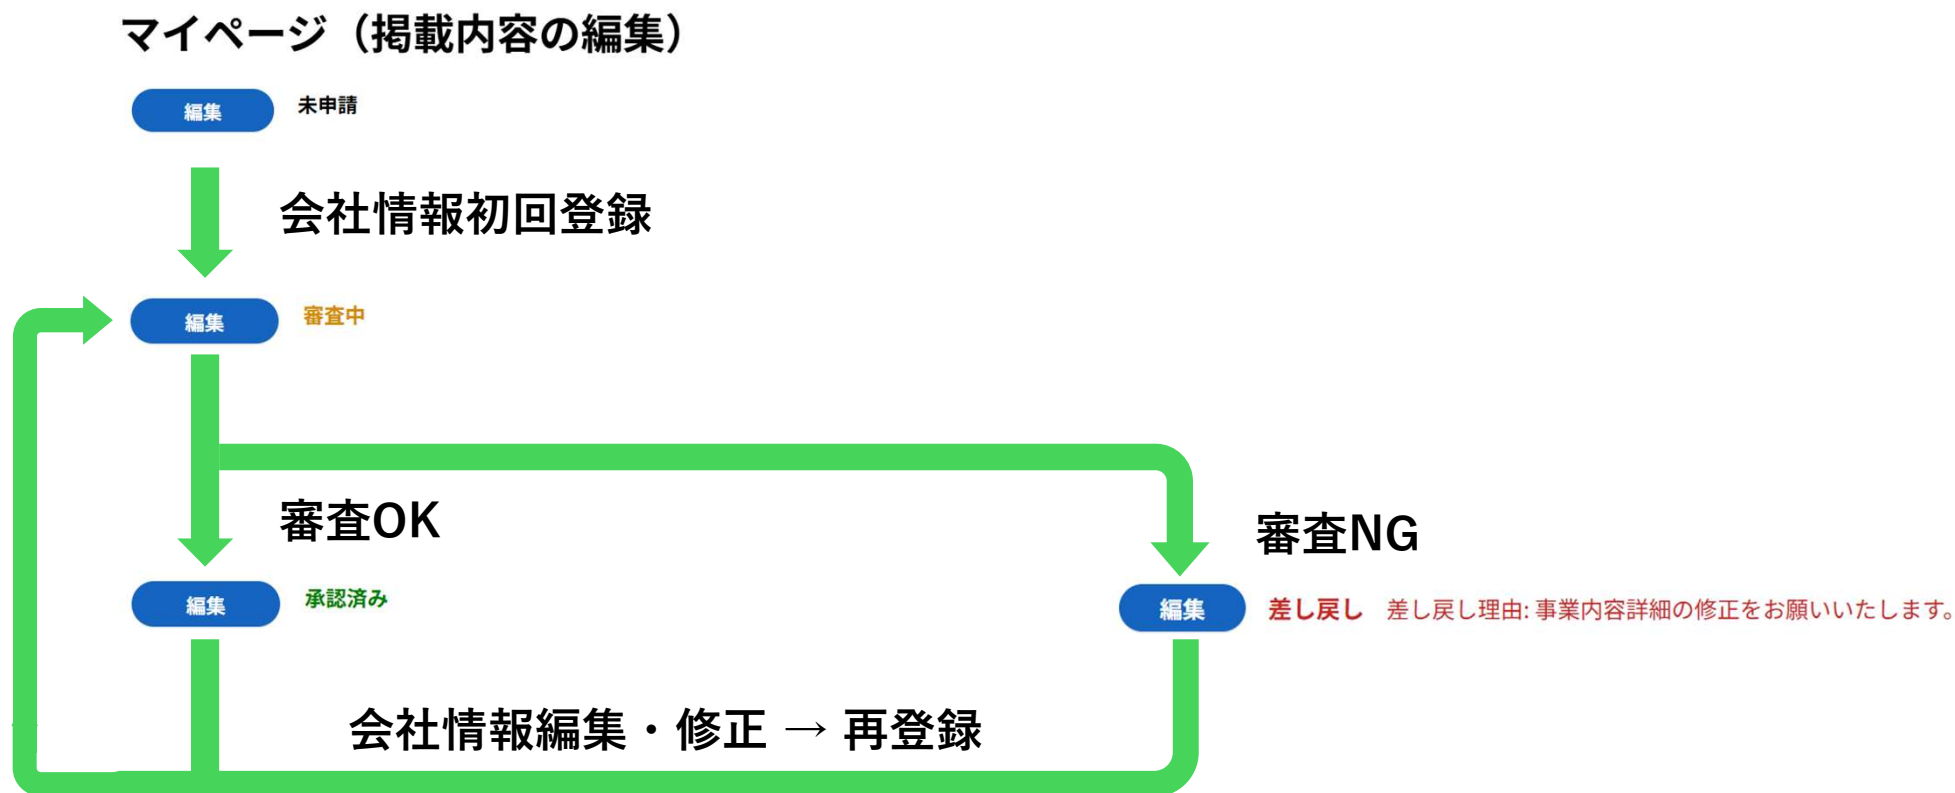 マイページ（掲載内容の編集）
編集 未申請
会社情報初回登録
編集 審査中
審査OK
審査NG
編集 承認済み
編集 差し戻し 差し戻し理由: 事業内容詳細の修正をお願いいたします。
会社情報編集・修正 → 再登録